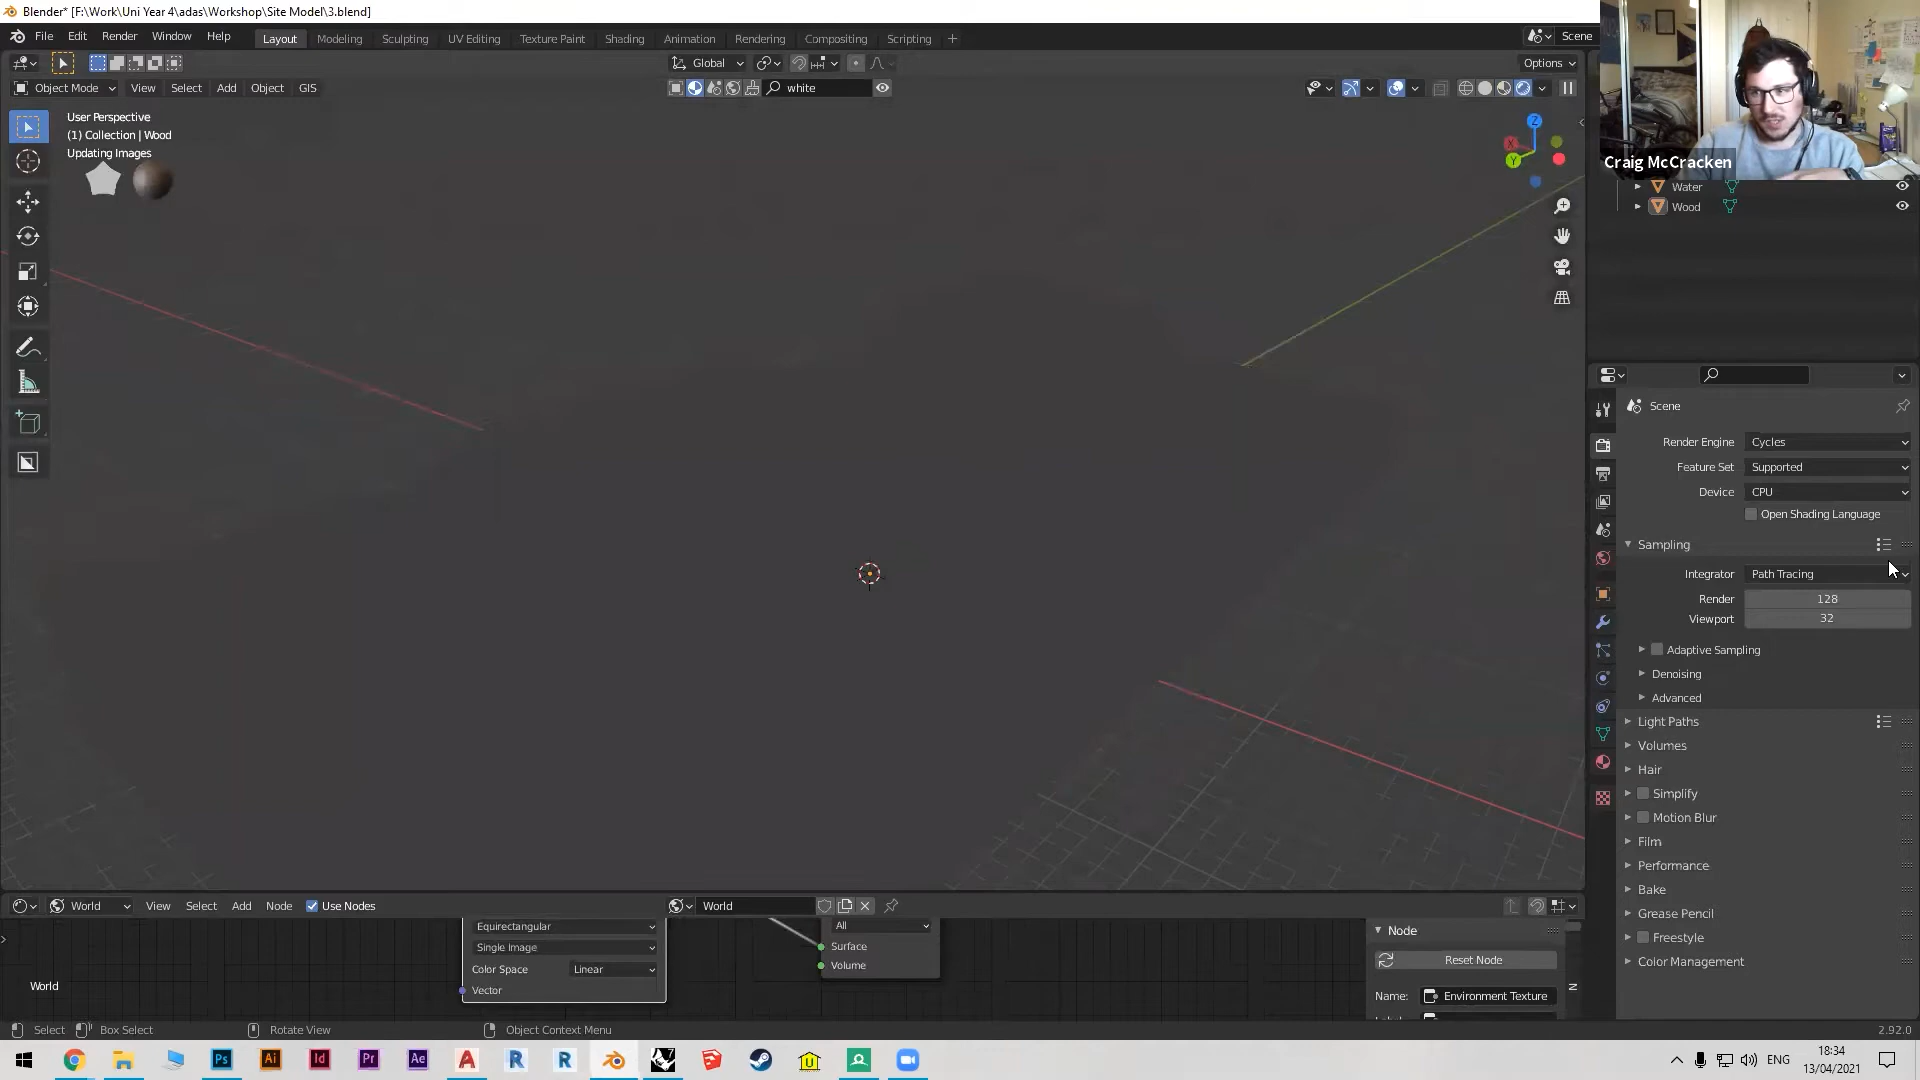 Blender* [F:\Work\Uni Year 4\adas\Workshop\Site Model\3.blend]
File Edit Render Window Help
Layout Modeling Sculpting UV Editing Texture Paint Shading Animation Rendering Compositing Scripting
Scene
Global
Options
Object Mode View Select Add Object GIS
white
User Perspective
(1) Collection | Wood
Updating Images
Z
X
Y
Craig McCracken
Water
Wood
Scene
Render Engine Cycles
Feature Set Supported
Device CPU
Open Shading Language
Sampling
Integrator Path Tracing
Render 128
Viewport 32
Adaptive Sampling
Denoising
Advanced
Light Paths
Volumes
Hair
Simplify
Motion Blur
Film
Performance
Bake
Grease Pencil
Freestyle
Color Management
World View Select Add Node Use Nodes
World
Equirectangular
Single Image
Color Space Linear
Vector
All
Surface
Volume
World
Node
Reset Node
Name: Environment Texture
N
Select Box Select Rotate View Object Context Menu
2.92.0
Ps Ai Id Pr Ae A R R
ENG
18:34
13/04/2021